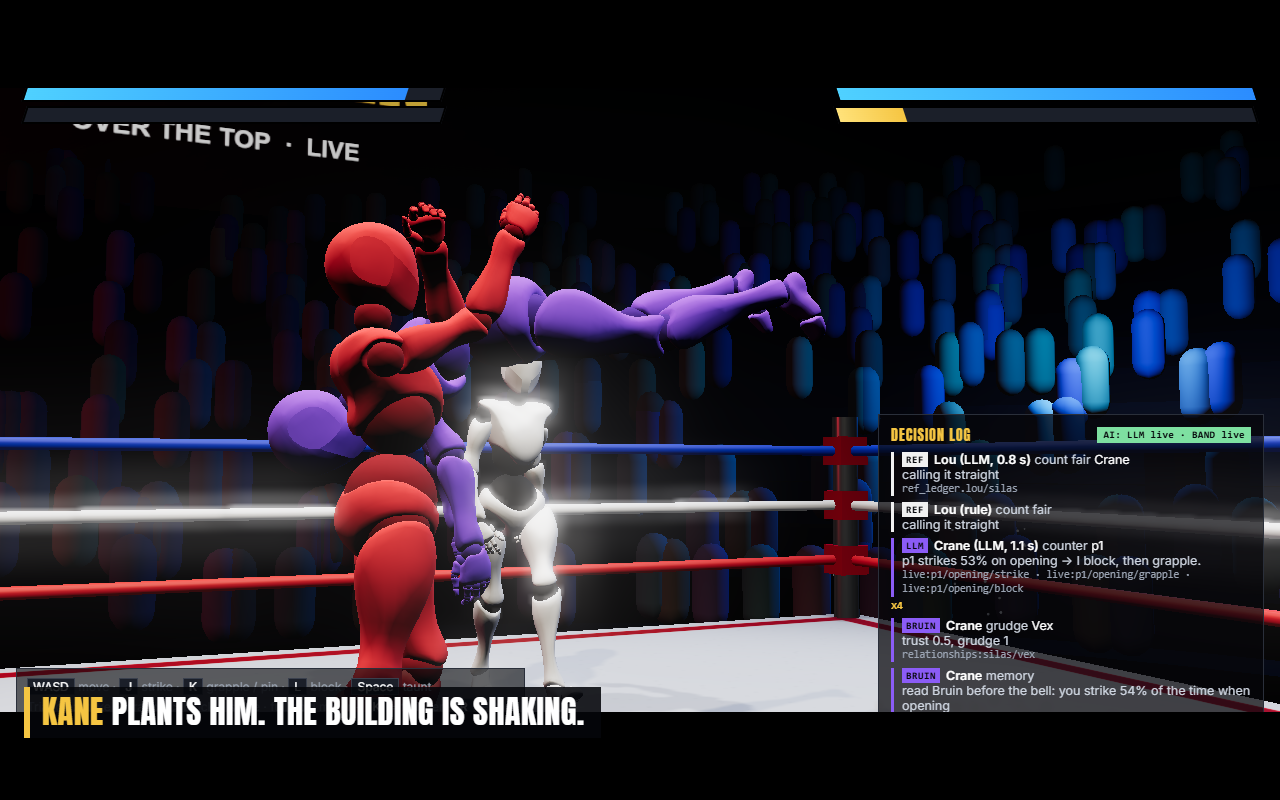 OVER THE TOP · LIVE
DECISION LOG
AI: LLM live · BAND live
REF Lou (LLM, 0.8 s) count fair Crane
calling it straight
ref_ledger.lou/silas
REF Lou (rule) count fair
calling it straight
LLM Crane (LLM, 1.1 s) counter p1
p1 strikes 53% on opening → I block, then grapple.
live:p1/opening/strike · live:p1/opening/grapple ·
live:p1/opening/block
x4
BRUIN Crane grudge Vex
trust 0.5, grudge 1
relationships:silas/vex
BRUIN Crane memory
read Bruin before the bell: you strike 54% of the time when
opening
WASD move · J strike · K grapple / pin · L block · Space taunt
KANE PLANTS HIM. THE BUILDING IS SHAKING.